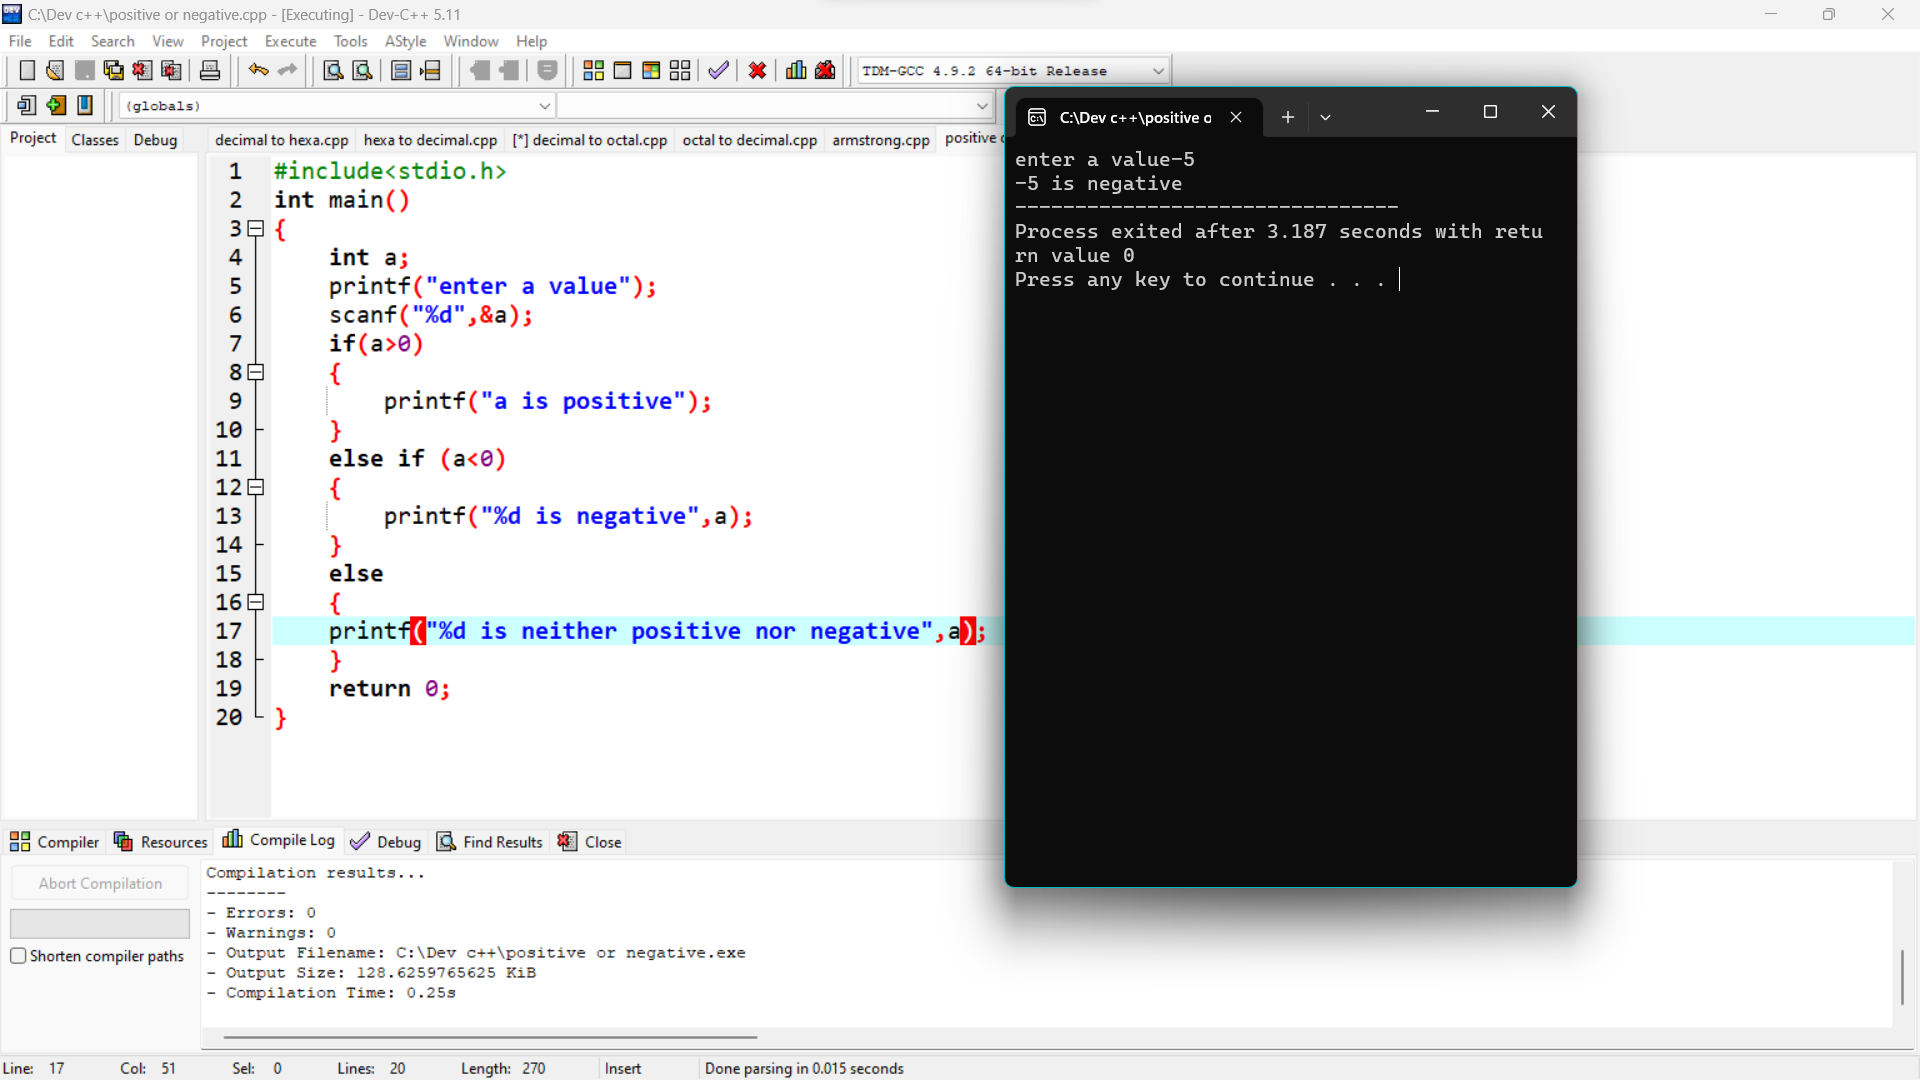 C:\Dev c++\positive or negative.cpp - [Executing] - Dev-C++ 5.11
File Edit Search View Project Execute Tools AStyle Window Help
TDM-GCC 4.9.2 64-bit Release
(globals)
Project Classes Debug
decimal to hexa.cpp hexa to decimal.cpp [*] decimal to octal.cpp octal to decimal.cpp armstrong.cpp positive
1 #include<stdio.h>
2 int main()
3 {
4 int a;
5 printf("enter a value");
6 scanf("%d",&a);
7 if(a>0)
8 {
9 printf("a is positive");
10 }
11 else if (a<0)
12 {
13 printf("%d is negative",a);
14 }
15 else
16 {
17 printf("%d is neither positive nor negative",a);
18 }
19 return 0;
20 }
C:\Dev c++\positive o
enter a value-5
-5 is negative
--------------------------------
Process exited after 3.187 seconds with retu
rn value 0
Press any key to continue . . .
Compiler Resources Compile Log Debug Find Results Close
Abort Compilation
Shorten compiler paths
Compilation results...
--------
- Errors: 0
- Warnings: 0
- Output Filename: C:\Dev c++\positive or negative.exe
- Output Size: 128.6259765625 KiB
- Compilation Time: 0.25s
Line: 17 Col: 51 Sel: 0 Lines: 20 Length: 270 Insert Done parsing in 0.015 seconds